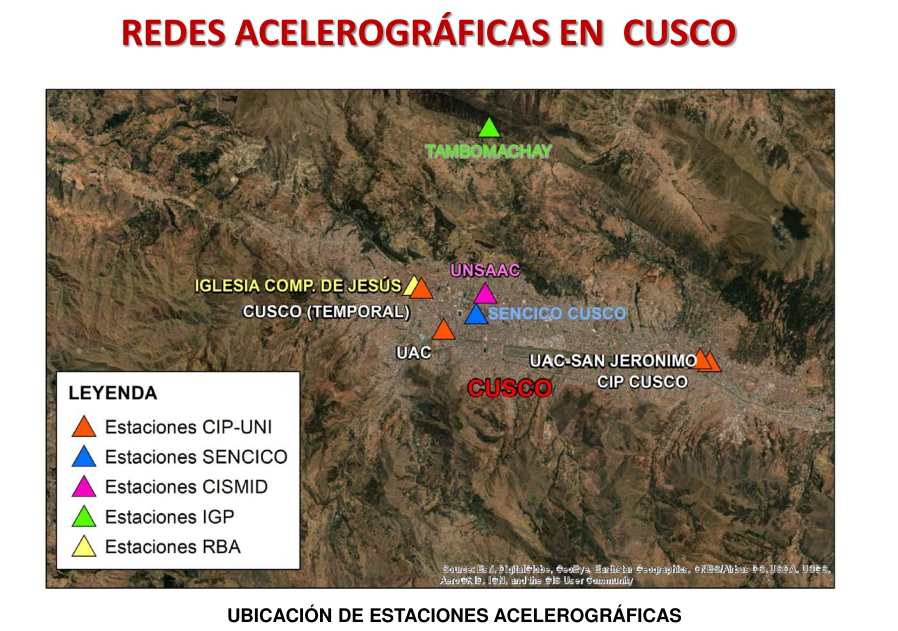 REDES ACELEROGRÁFICAS EN  CUSCO
TAMBOMACHAY
UNSAAC
IGLESIA COMP. DE JESÚS
CUSCO (TEMPORAL)
SENCICO CUSCO
UAC
UAC-SAN JERONIMO
CIP CUSCO
CUSCO
LEYENDA
Estaciones CIP-UNI
Estaciones SENCICO
Estaciones CISMID
Estaciones IGP
Estaciones RBA
Source: Esri, DigitalGlobe, GeoEye, Earthstar Geographics, CNES/Airbus DS, USDA, USGS,
AeroGRID, IGN, and the GIS User Community
UBICACIÓN DE ESTACIONES ACELEROGRÁFICAS